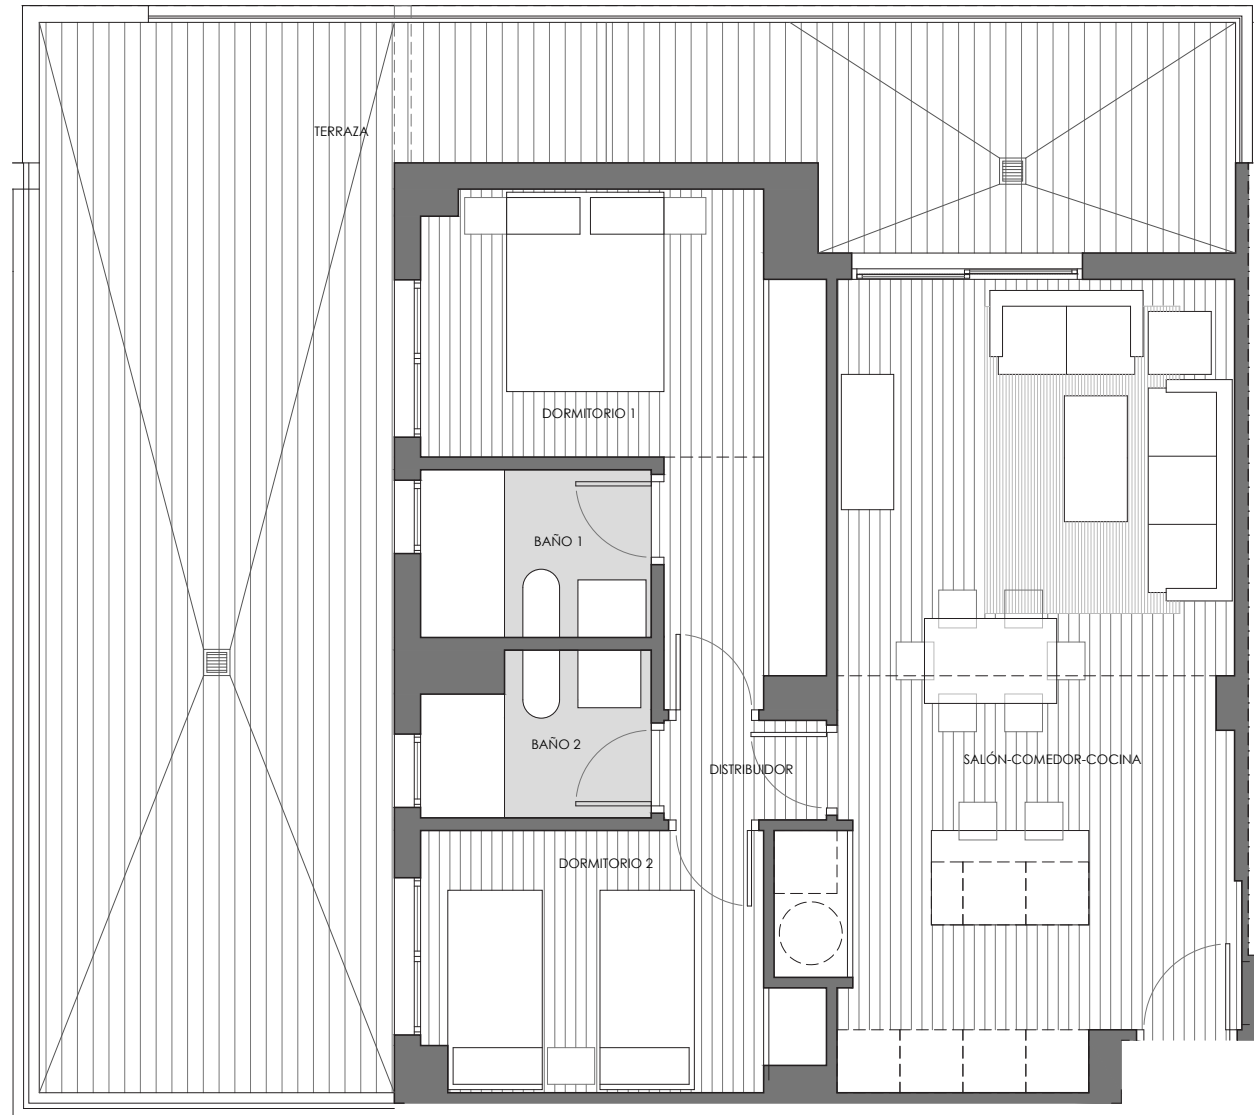 TERRAZA
DORMITORIO 1
BAÑO 1
BAÑO 2
DISTRIBUIDOR
SALÓN-COMEDOR-COCINA
DORMITORIO 2